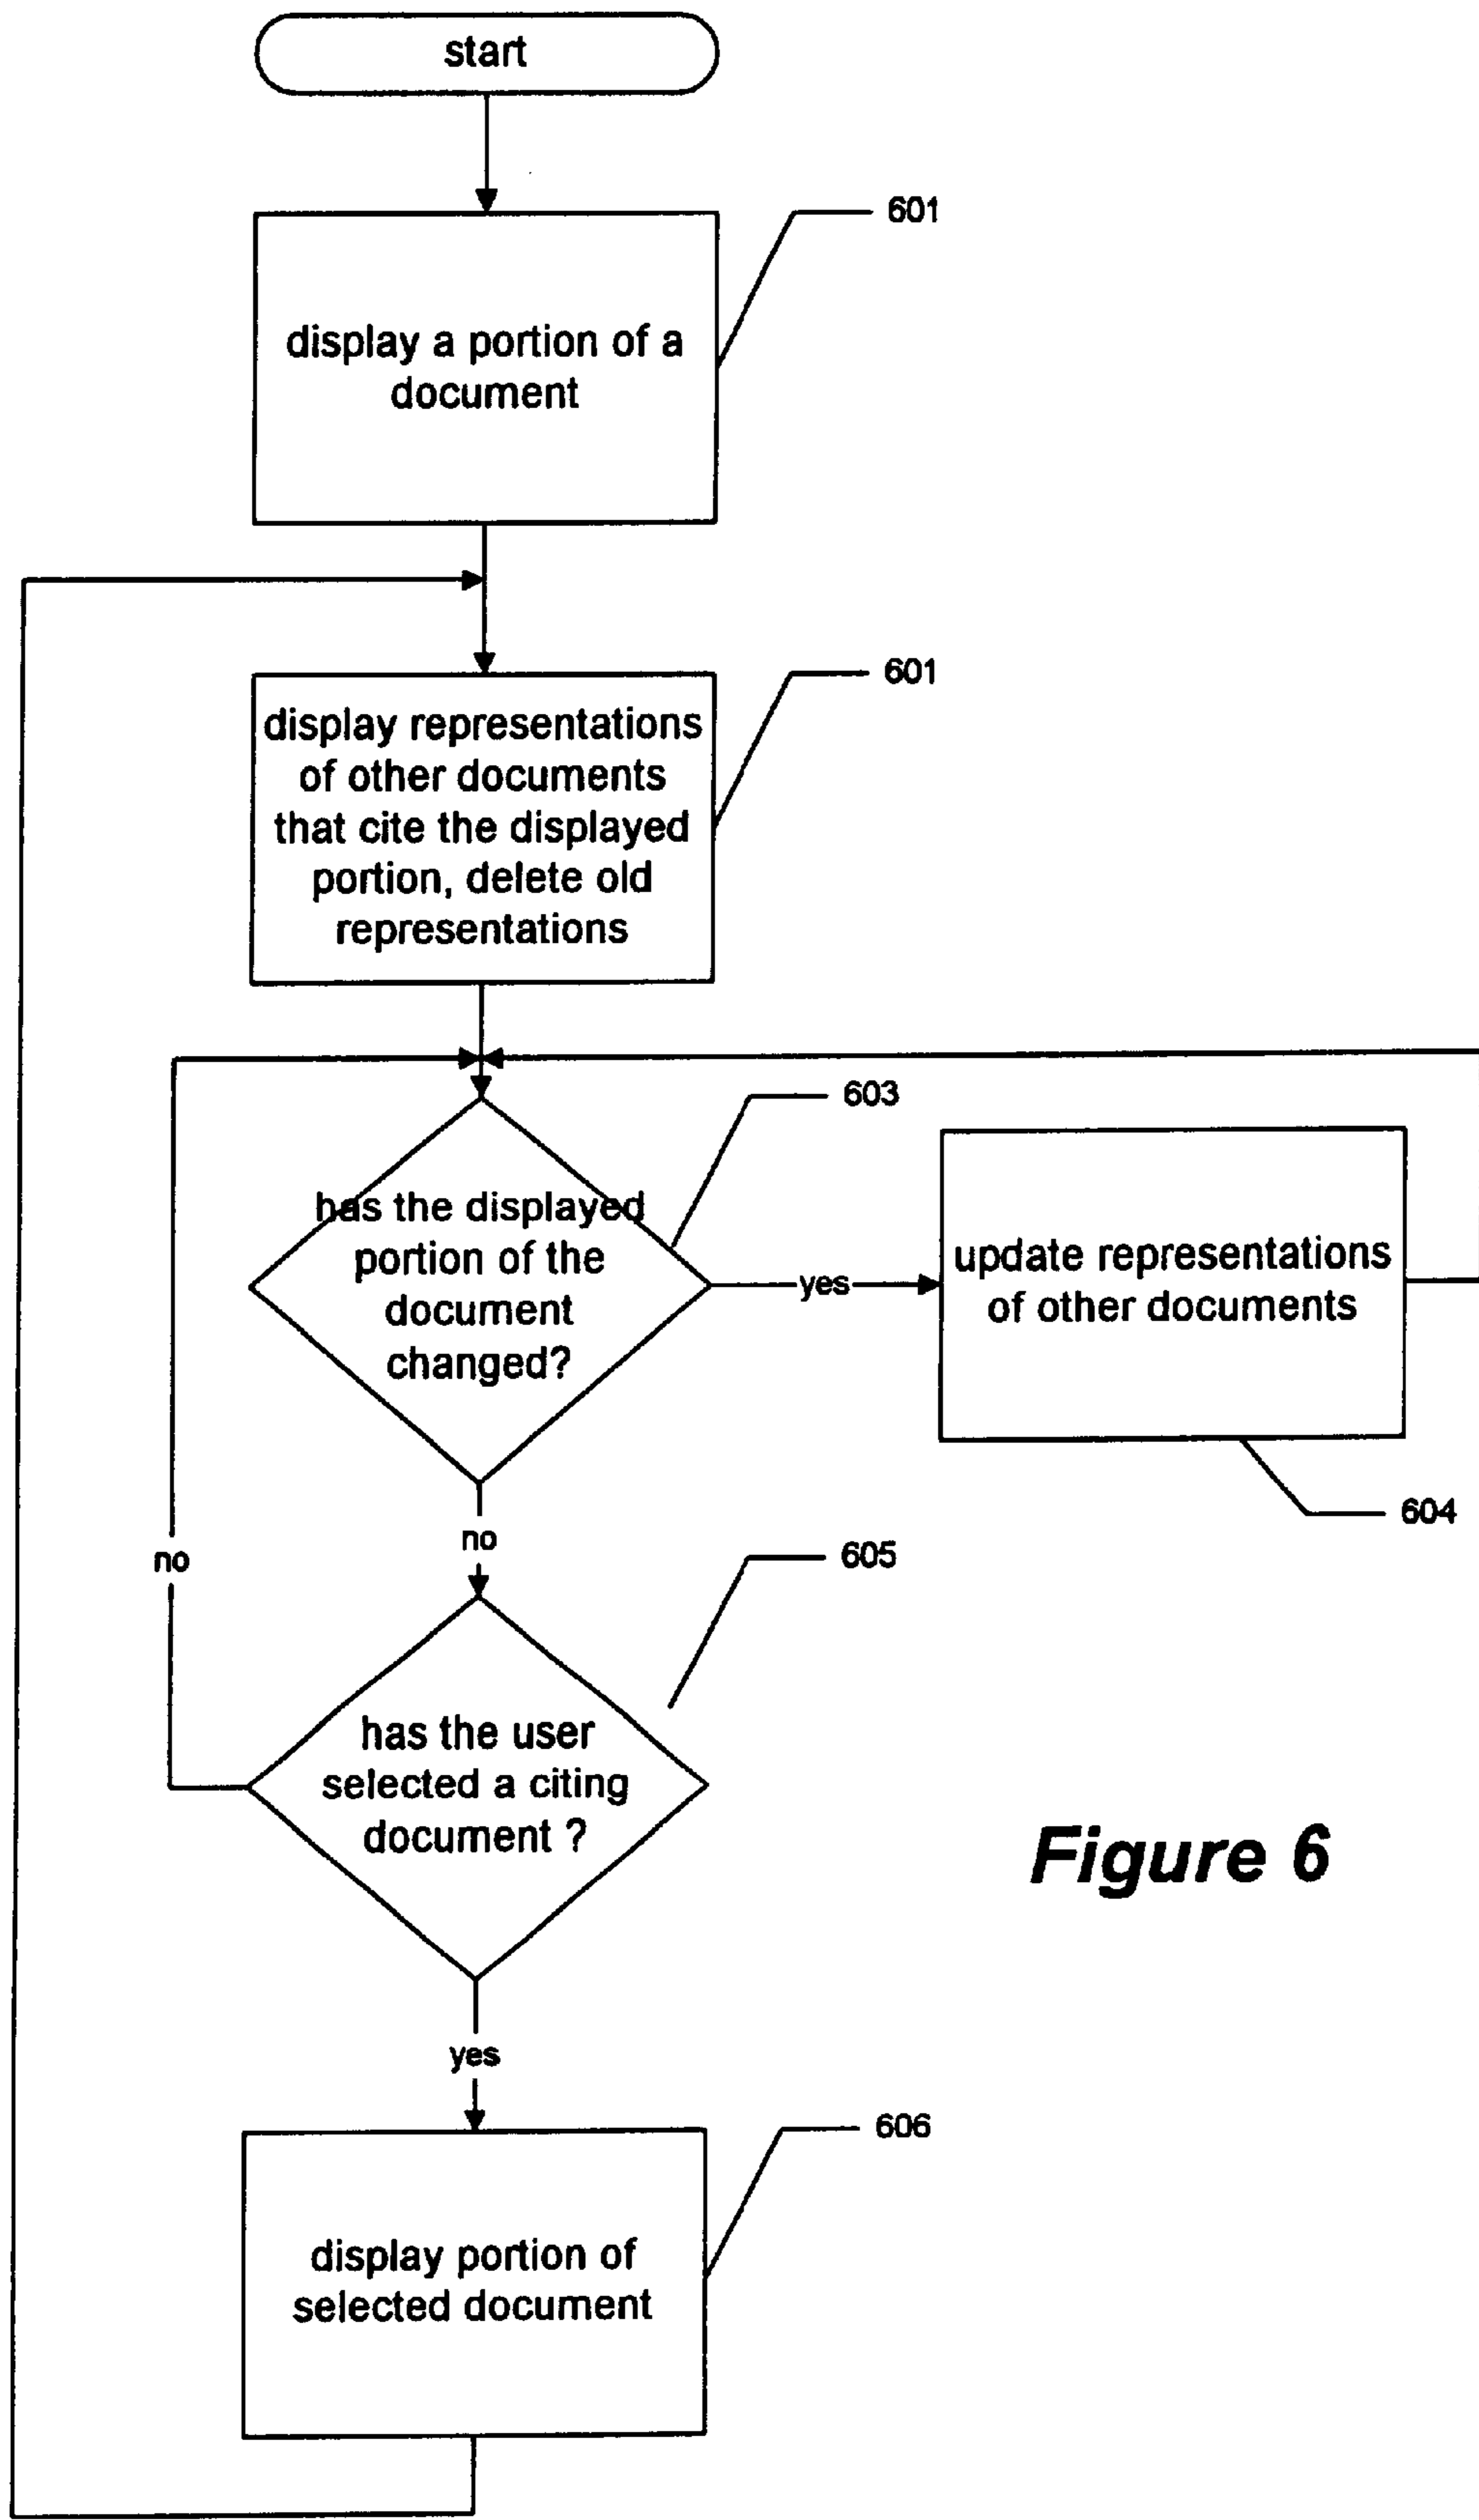 start
601
display a portion of a
document
601
display representations
of other documents
that cite the displayed
portion, delete old
representations
603
has the displayed
portion of the
document
changed?
yes
update representations
of other documents
604
no
no
605
has the user
selected a citing
document ?
Figure 6
yes
606
display portion of
selected document